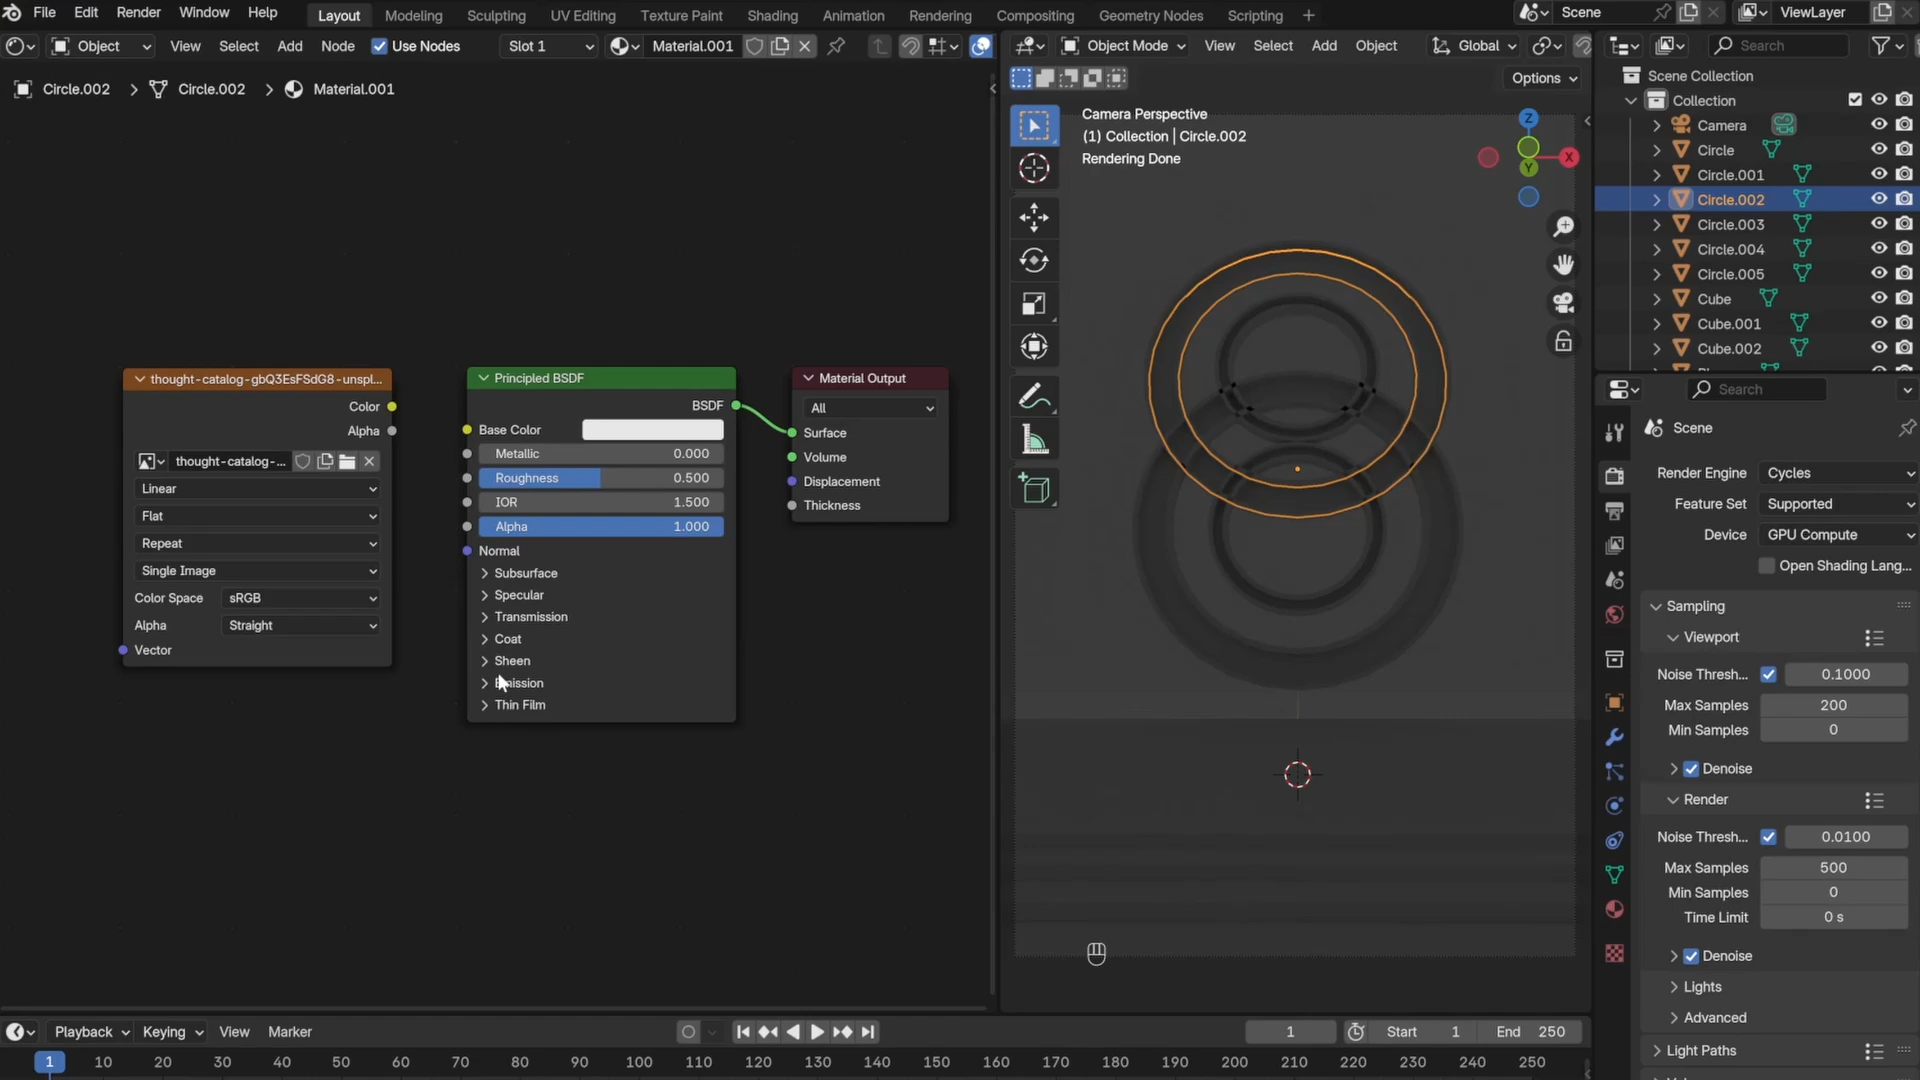 File Edit Render Window Help Layout Modeling Sculpting UV Editing Texture Paint Shading Animation Rendering Compositing Geometry Nodes Scripting + Scene ViewLayer
Object View Select Add Node Use Nodes Slot 1 Material.001 Object Mode View Select Add Object Global Search
Options
Circle.002 > Circle.002 > Material.001
Camera Perspective
(1) Collection | Circle.002
Rendering Done
Z
X
Y
Scene Collection
Collection
Camera
Circle
Circle.001
Circle.002
Circle.003
Circle.004
Circle.005
Cube
Cube.001
Cube.002
thought-catalog-gbQ3EsFSdG8-unspl...
Color
Alpha
thought-catalog-...
Linear
Flat
Repeat
Single Image
Color Space sRGB
Alpha Straight
Vector
Principled BSDF
BSDF
Base Color
Metallic 0.000
Roughness 0.500
IOR 1.500
Alpha 1.000
Normal
Subsurface
Specular
Transmission
Coat
Sheen
Thin Film
Material Output
All
Surface
Volume
Displacement
Thickness
Search
Scene
Render Engine Cycles
Feature Set Supported
Device GPU Compute
Open Shading Lang...
Sampling
Viewport
Noise Thresh... 0.1000
Max Samples 200
Min Samples 0
Denoise
Render
Noise Thresh... 0.0100
Max Samples 500
Min Samples 0
Time Limit 0 s
Denoise
Lights
Advanced
Light Paths
Playback Keying View Marker 1 Start 1 End 250
1 10 20 30 40 50 60 70 80 90 100 110 120 130 140 150 160 170 180 190 200 210 220 230 240 250